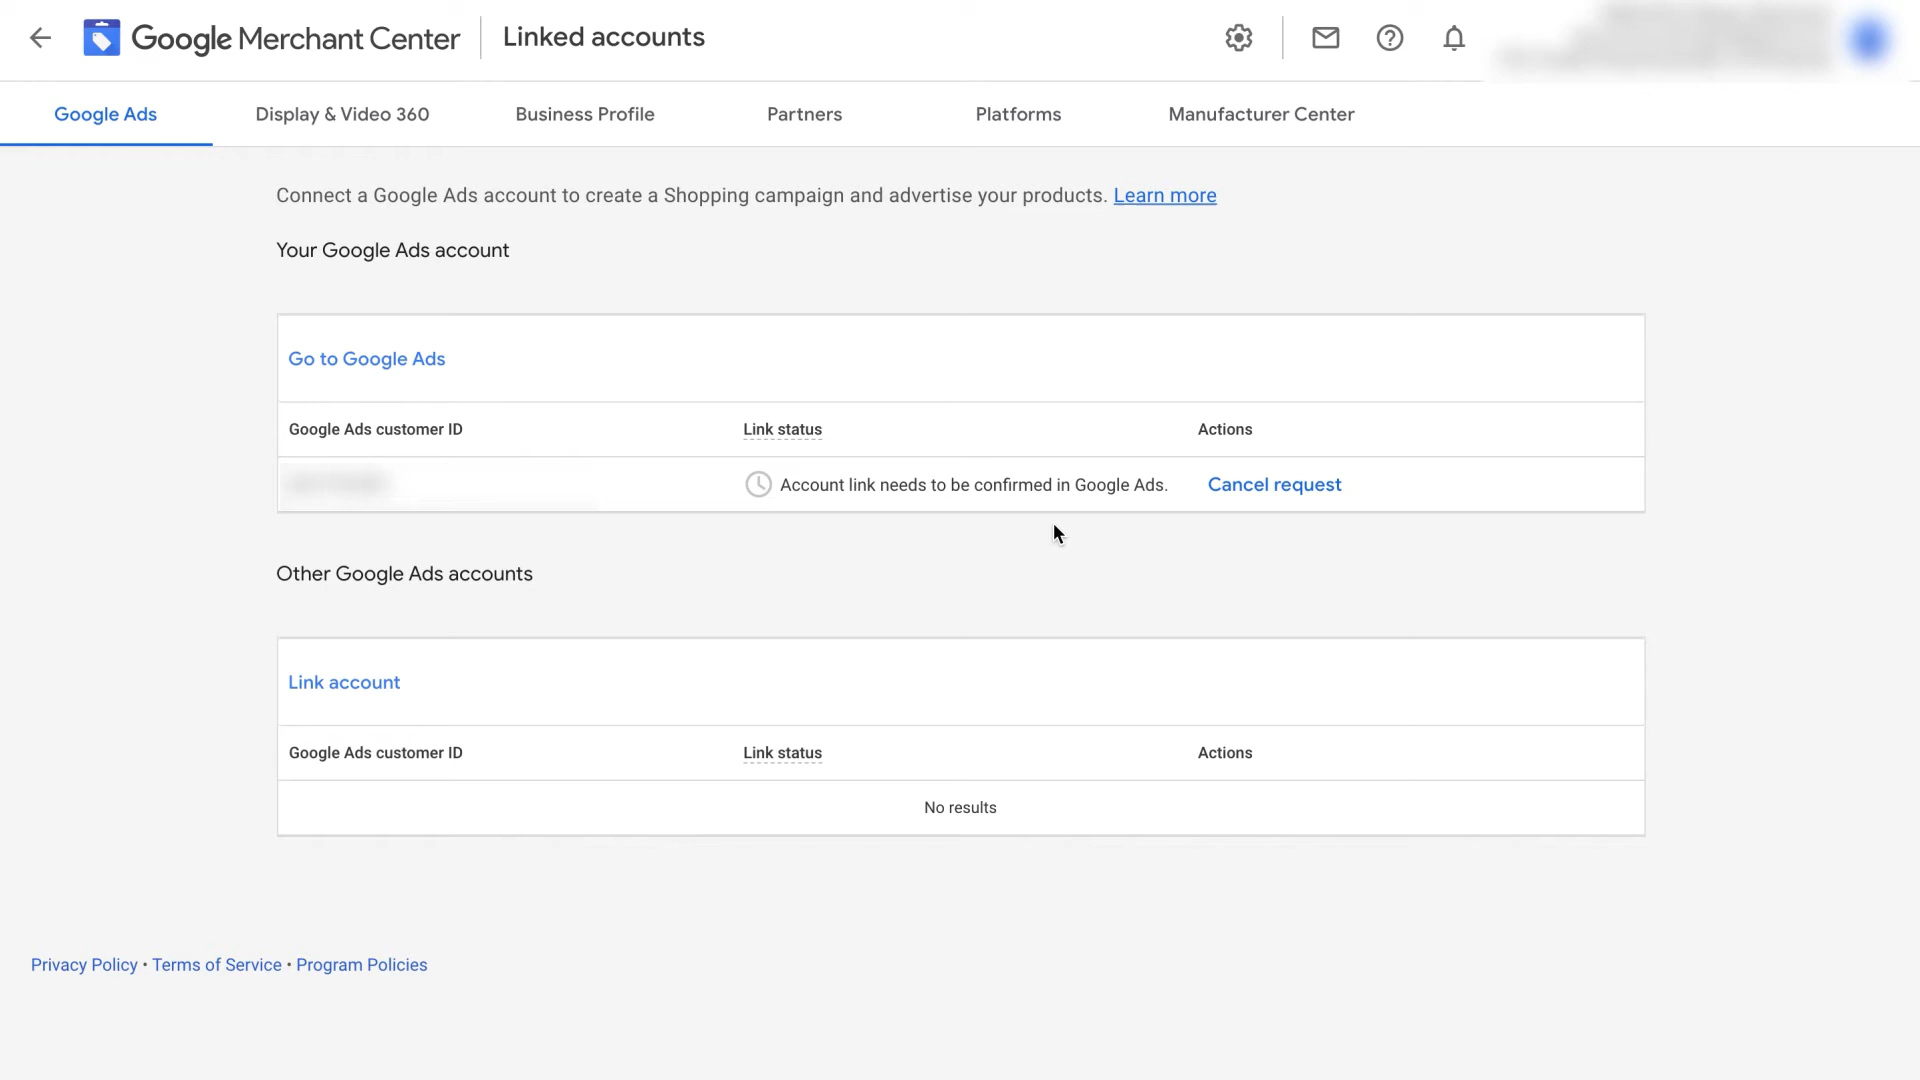 Google Merchant Center
Linked accounts
Google Ads
Display & Video 360
Business Profile
Partners
Platforms
Manufacturer Center
Connect a Google Ads account to create a Shopping campaign and advertise your products. Learn more
Your Google Ads account
Go to Google Ads
Google Ads customer ID
Link status
Actions
Account link needs to be confirmed in Google Ads.
Cancel request
Other Google Ads accounts
Link account
Google Ads customer ID
Link status
Actions
No results
Privacy Policy • Terms of Service • Program Policies